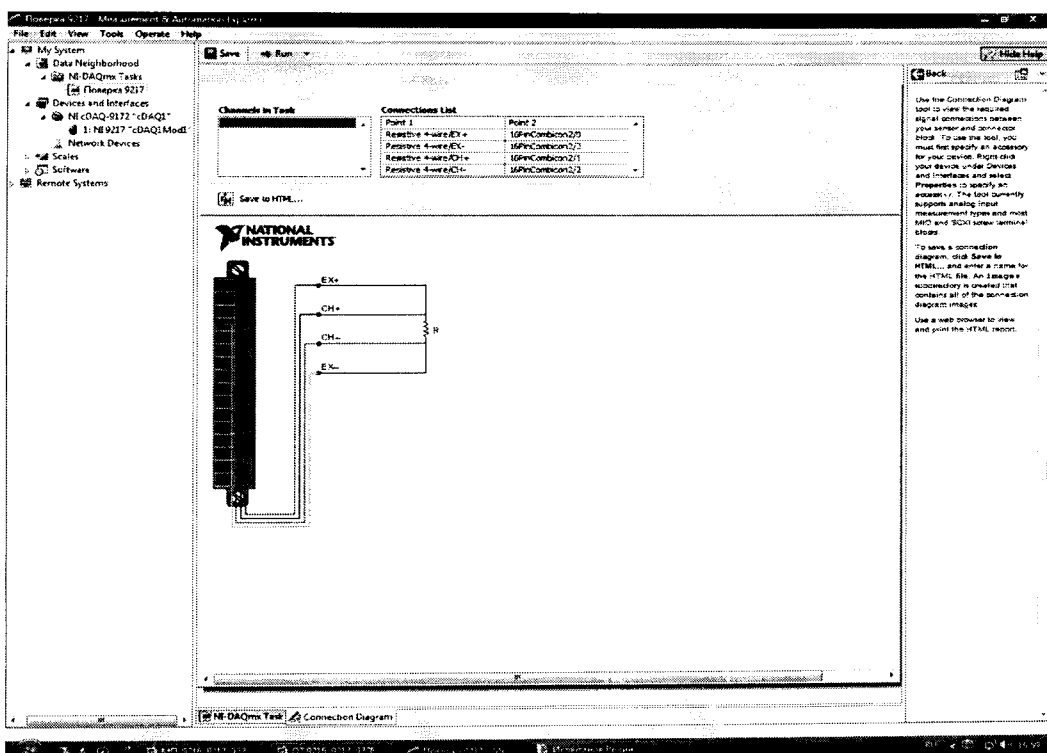 Поверка 9217 - Measurement & Automation Explorer
File Edit View Tools Operate Help
My System
Data Neighborhood
NI-DAQmx Tasks
Поверка 9217
Devices and Interfaces
NI cDAQ-9172 "cDAQ1"
1: NI 9217 "cDAQ1Mod1"
Network Devices
Scales
Software
Remote Systems
Save Run
Hide Help
Channels in Task
Connections List
Point 1 Point 2
Resistive 4-wire/EX+ 16PinCombicon2/0
Resistive 4-wire/EX-
Resistive 4-wire/CH+ 16PinCombicon2/1
Resistive 4-wire/CH- 16PinCombicon2/2
Save to HTML...
NATIONAL
INSTRUMENTS
EX+
CH+
R
CH-
EX-
NI-DAQmx Task Connection Diagram
Back
Use the Connection Diagram
tool to view the required
signal connections between
your sensor and connector
block. To use the tool, you
must first specify an accessory
for your device. Right click
your device under Devices
and Interfaces and select
Properties to specify an
accessory. The tool currently
supports analog input
measurement types and most
MIO and SCXI screw terminal
blocks.
To save a connection
diagram, click Save to
HTML... and enter a name for
the HTML file. An Images
subdirectory is created that
contains all of the connection
diagram images.
Use a web browser to view
and print the HTML report.